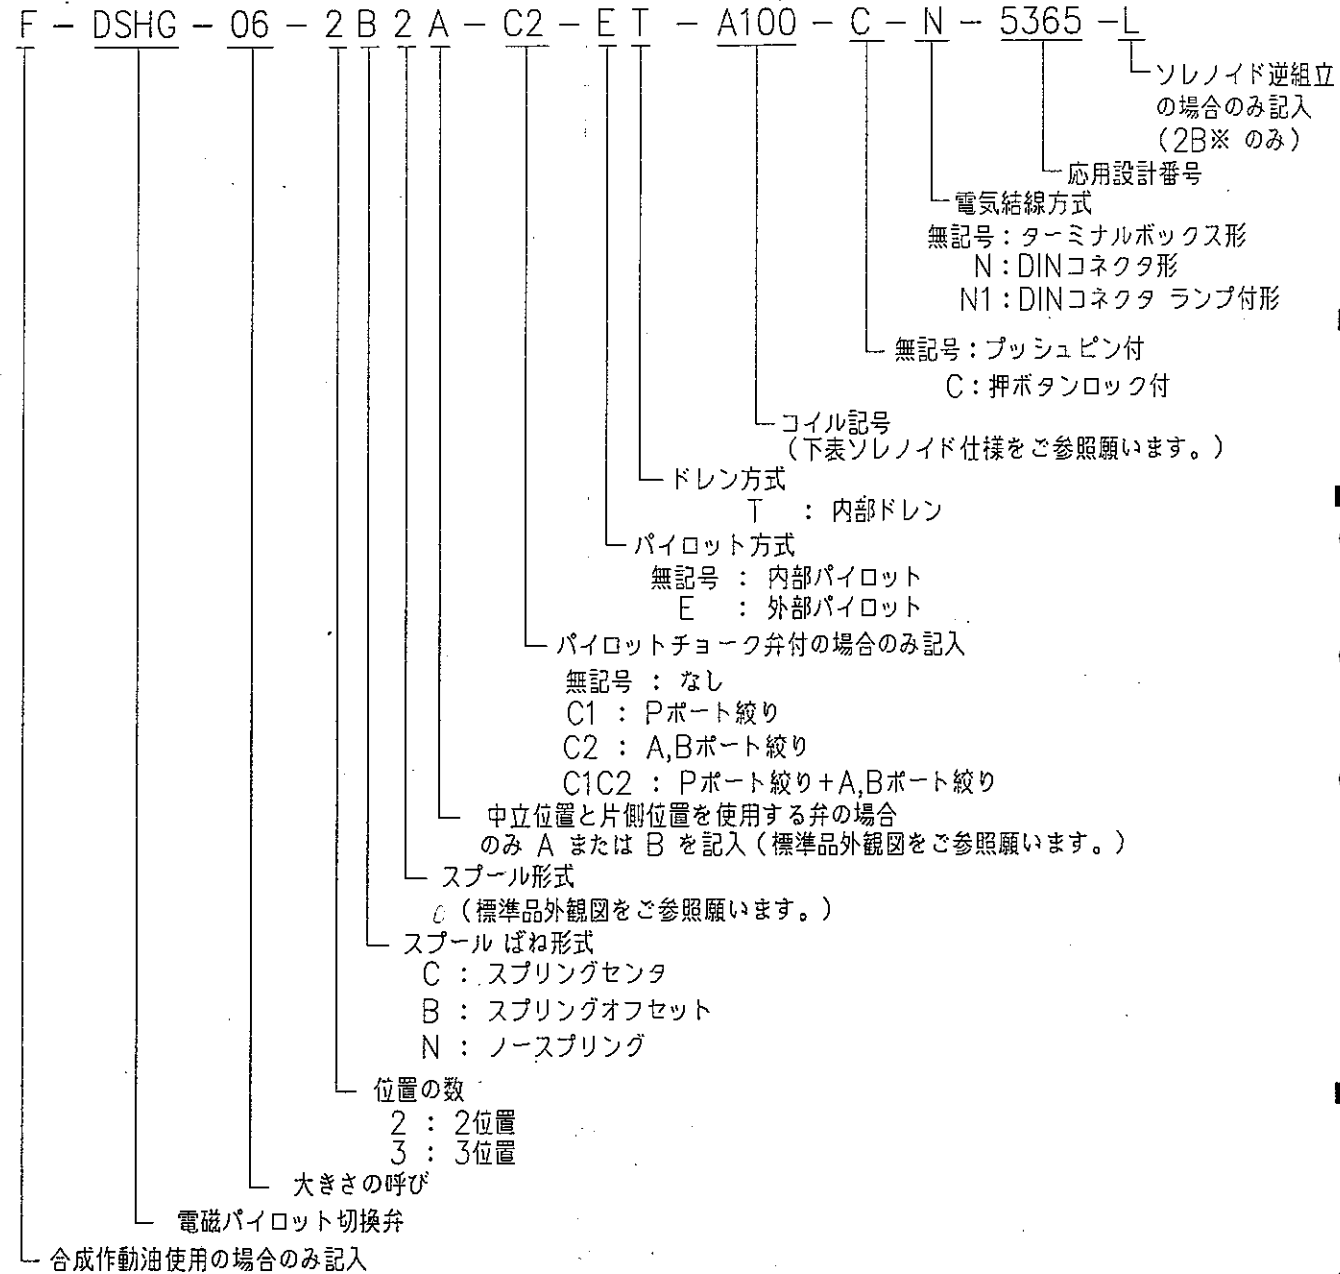 F - DSHG - 06 - 2 B 2 A - C2 - E T - A100 - C - N - 5365 - L
ソレノイド逆組立
の場合のみ記入
(2B※ のみ)
応用設計番号
電気結線方式
無記号:ターミナルボックス形
N:DINコネクタ形
N1:DINコネクタ ランプ付形
無記号:プッシュピン付
C:押ボタンロック付
コイル記号
(下表ソレノイド仕様をご参照願います。)
ドレン方式
T : 内部ドレン
パイロット方式
無記号 : 内部パイロット
E : 外部パイロット
パイロットチョーク弁付の場合のみ記入
無記号 : なし
C1 : Pポート絞り
C2 : A,Bポート絞り
C1C2 : Pポート絞り+A,Bポート絞り
中立位置と片側位置を使用する弁の場合
のみ A または B を記入(標準品外観図をご参照願います。)
スプール形式
(標準品外観図をご参照願います。)
スプール ばね形式
C : スプリングセンタ
B : スプリングオフセット
N : ノースプリング
位置の数
2 : 2位置
3 : 3位置
大きさの呼び
電磁パイロット切換弁
合成作動油使用の場合のみ記入